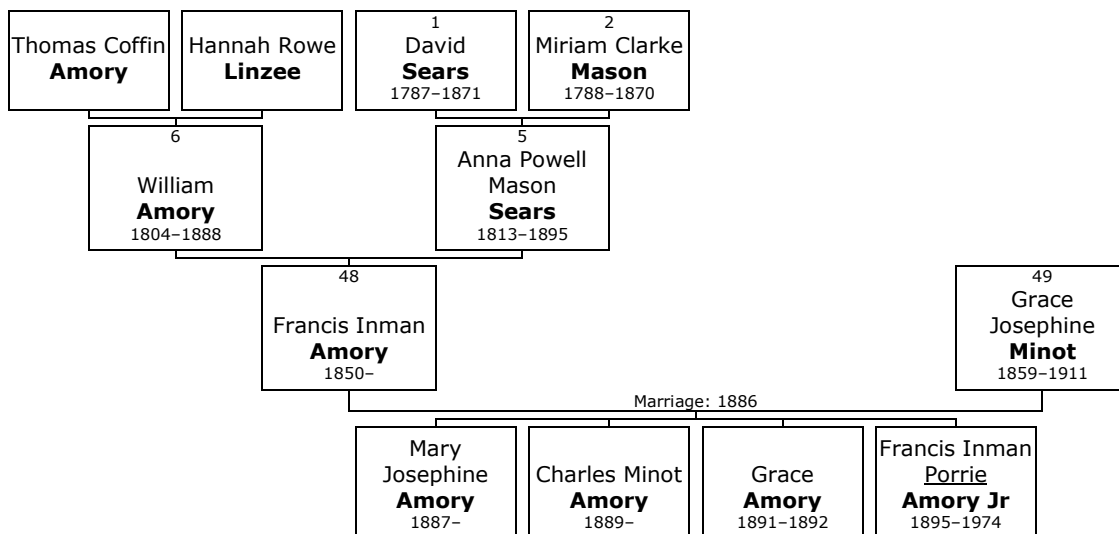 Thomas Coffin
Amory
Hannah Rowe
Linzee
1
David
Sears
1787–1871
2
Miriam Clarke
Mason
1788–1870
6
William
Amory
1804–1888
5
Anna Powell
Mason
Sears
1813–1895
48
Francis Inman
Amory
1850–
49
Grace
Josephine
Minot
1859–1911
Marriage: 1886
Mary
Josephine
Amory
1887–
Charles Minot
Amory
1889–
Grace
Amory
1891–1892
Francis Inman
Porrie
Amory Jr
1895–1974